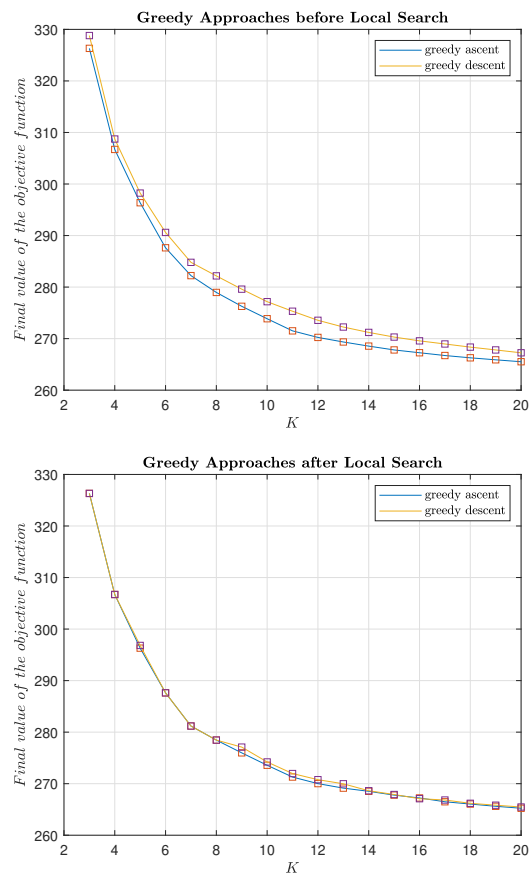 Greedy Approaches before Local Search
330
320
310
300
290
280
270
260
Final value of the objective function
greedy ascent
greedy descent
2 4 6 8 10 12 14 16 18 20
K
Greedy Approaches after Local Search
330
320
310
300
290
280
270
260
Final value of the objective function
greedy ascent
greedy descent
2 4 6 8 10 12 14 16 18 20
K